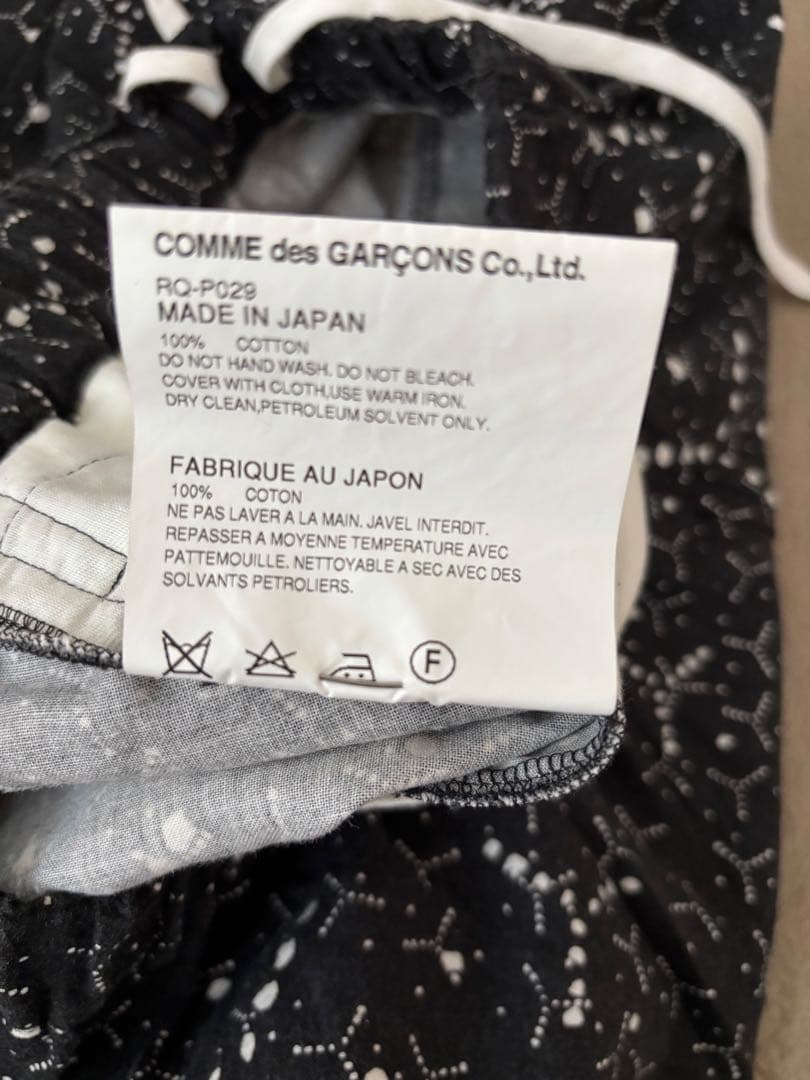 COMME des GARÇONS Co.,Ltd.
RQ-P029
MADE IN JAPAN
100% COTTON
DO NOT HAND WASH. DO NOT BLEACH.
COVER WITH CLOTH,USE WARM IRON.
DRY CLEAN,PETROLEUM SOLVENT ONLY.
FABRIQUE AU JAPON
100% COTON
NE PAS LAVER A LA MAIN. JAVEL INTERDIT.
REPASSER A MOYENNE TEMPERATURE AVEC
PATTEMOUILLE. NETTOYABLE A SEC AVEC DES
SOLVANTS PETROLIERS.
F